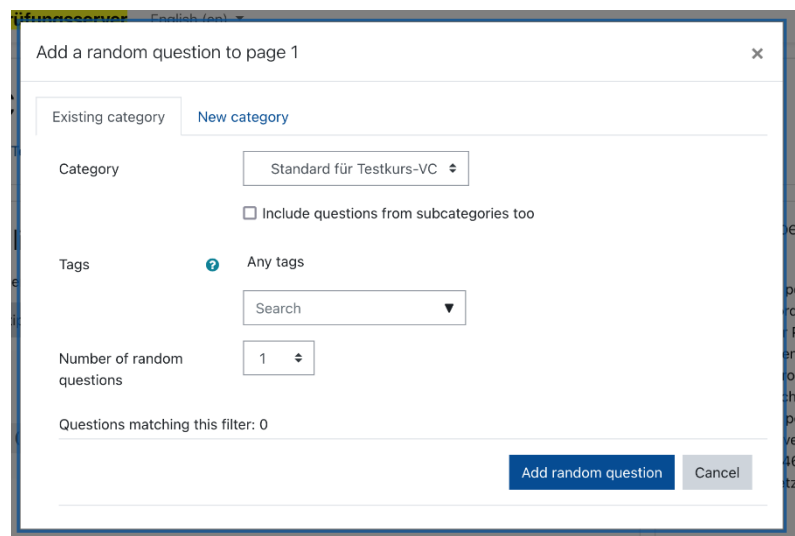 English (en)
Add a random question to page 1
×
Existing category
New category
Category
Standard für Testkurs-VC
Include questions from subcategories too
Tags
?
Any tags
Search
Number of random
questions
1
Questions matching this filter: 0
Add random question
Cancel